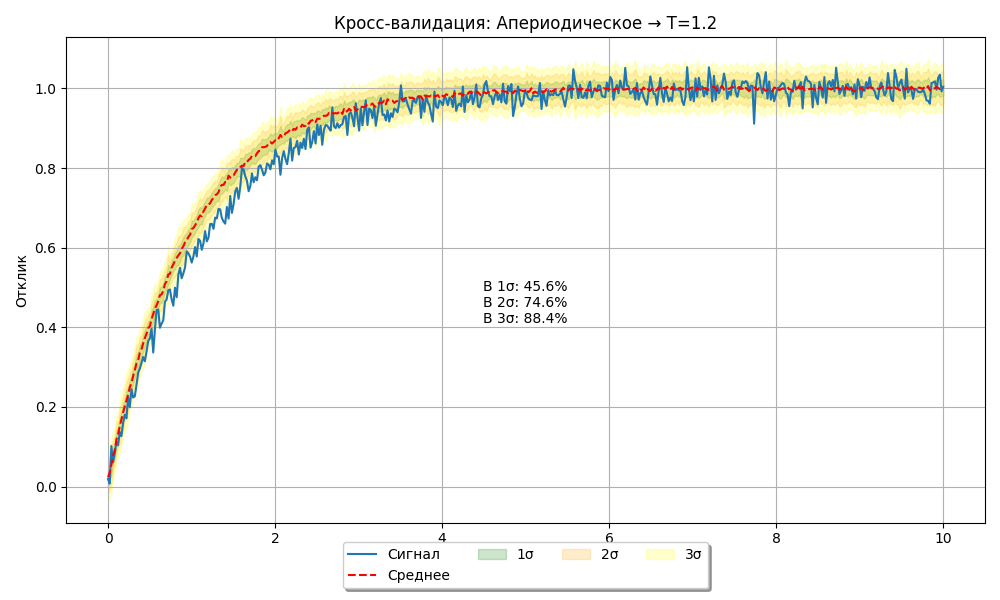 Кросс-валидация: Апериодическое → T=1.2
Отклик
1.0
0.8
0.6
0.4
0.2
0.0
В 1σ: 45.6%
В 2σ: 74.6%
В 3σ: 88.4%
0 2 4 6 8 10
Сигнал 1σ 2σ 3σ
Среднее